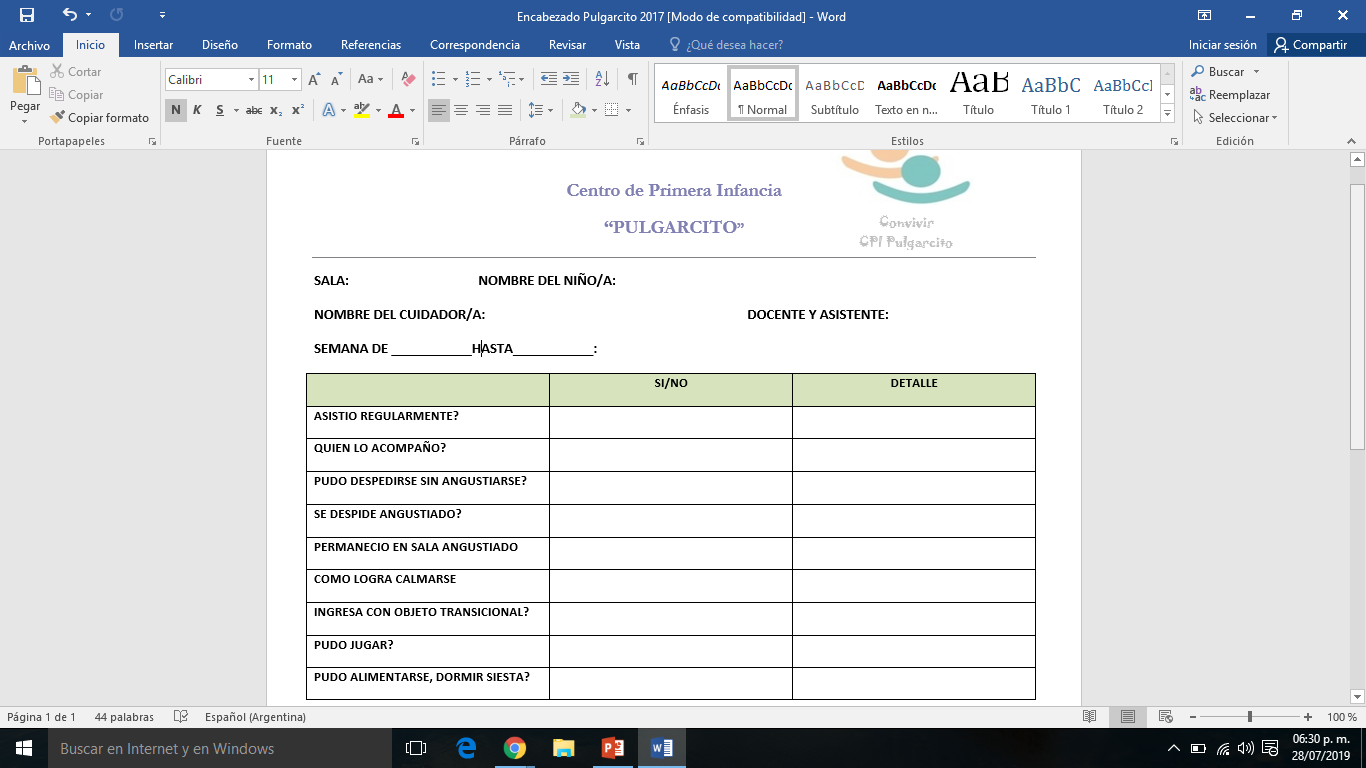 Encabezado Pulgarcito 2017 [Modo de compatibilidad] - Word
Archivo Inicio Insertar Diseño Formato Referencias Correspondencia Revisar Vista ¿Qué desea hacer? Iniciar sesión Compartir
Pegar
Cortar
Copiar
Copiar formato
Portapapeles
Calibri 11
N K S abc x₂ x²
Fuente
Párrafo
AaBbCcDc AaBbCcDc AaBbCcD AaBbCcDc AaB AaBbC AaBbCcI
Énfasis ¶ Normal Subtítulo Texto en n... Título Título 1 Título 2
Estilos
Buscar
Reemplazar
Seleccionar
Edición
Centro de Primera Infancia
“PULGARCITO”
Convivir
CPI Pulgarcito
SALA: NOMBRE DEL NIÑO/A:
NOMBRE DEL CUIDADOR/A: DOCENTE Y ASISTENTE:
SEMANA DE ____________HASTA____________:
SI/NO DETALLE
ASISTIO REGULARMENTE?
QUIEN LO ACOMPAÑO?
PUDO DESPEDIRSE SIN ANGUSTIARSE?
SE DESPIDE ANGUSTIADO?
PERMANECIO EN SALA ANGUSTIADO
COMO LOGRA CALMARSE
INGRESA CON OBJETO TRANSICIONAL?
PUDO JUGAR?
PUDO ALIMENTARSE, DORMIR SIESTA?
Página 1 de 1 44 palabras Español (Argentina) 100 %
Buscar en Internet y en Windows
06:30 p. m.
28/07/2019